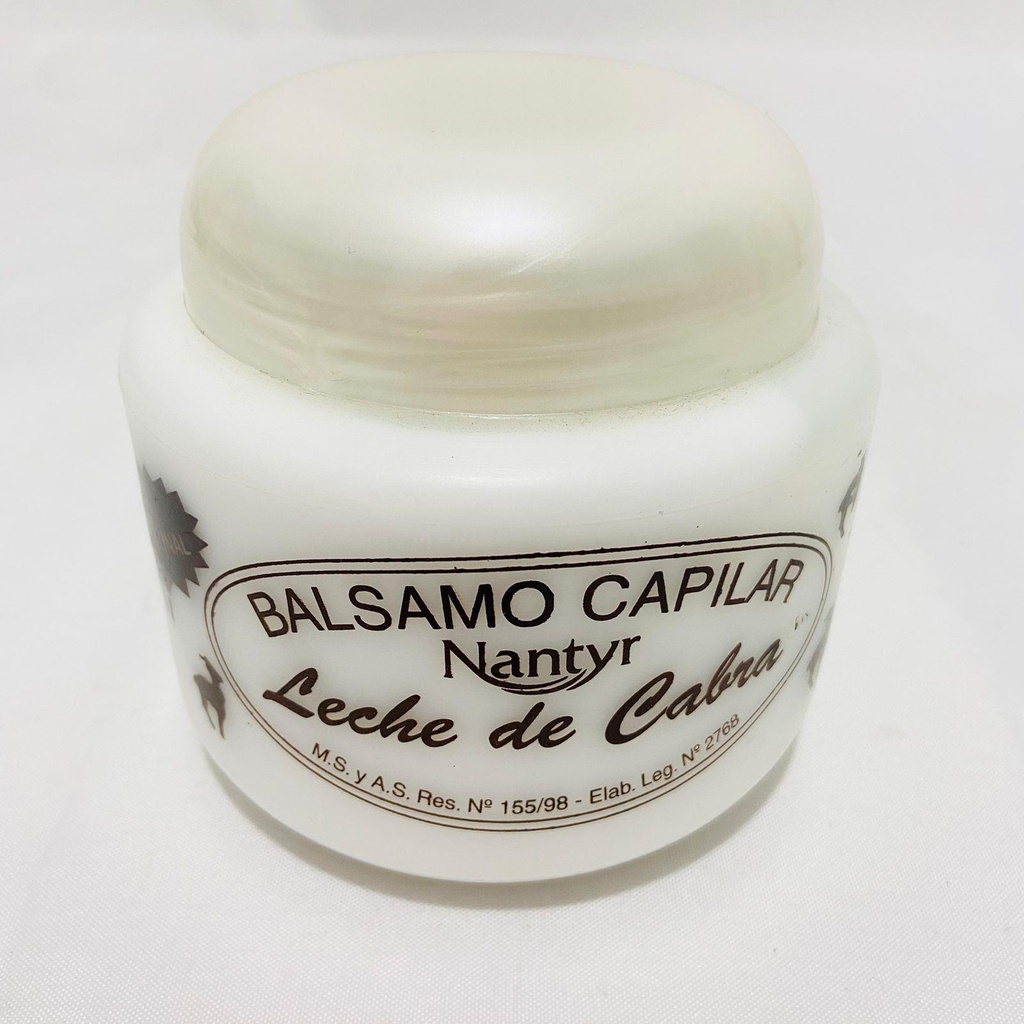 BALSAMO CAPILAR
Nantyr
Leche de Cabra
M.S. y A.S. Res. Nº 155/98 - Elab. Leg. Nº 2768